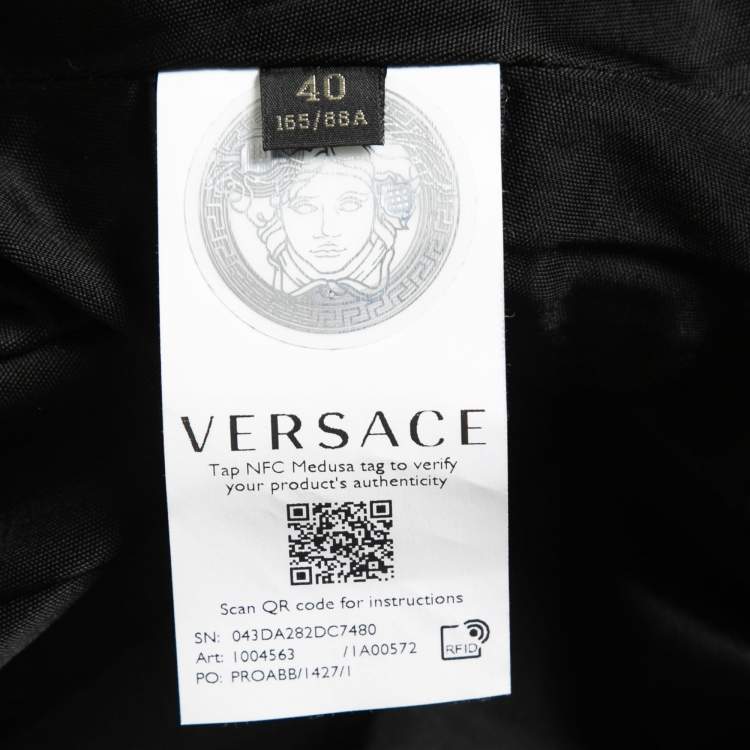 40
165/88A
VERSACE
Tap NFC Medusa tag to verify
your product's authenticity
Scan QR code for instructions
SN: 043DA282DC7480
Art: 1004563 /1A00572
PO: PROABB/1427/1
RFID